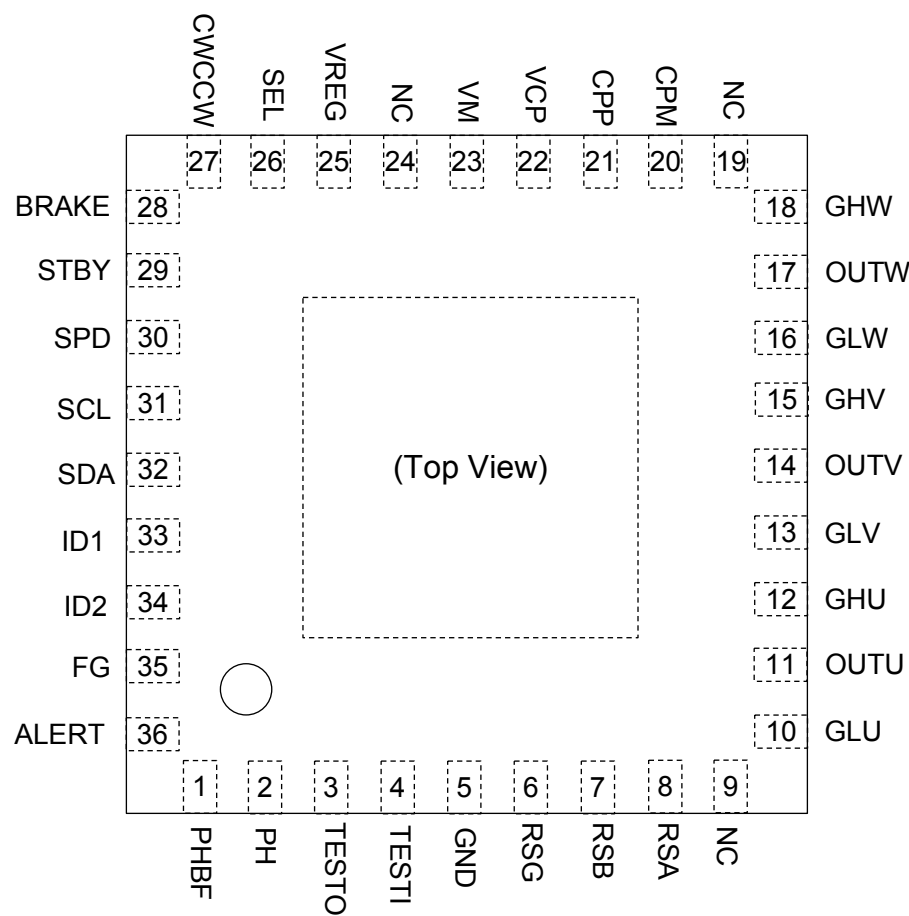 CWCCW SEL VREG NC VM VCP CPP CPM NC
27 26 25 24 23 22 21 20 19
BRAKE 28 18 GHW
STBY 29 17 OUTW
SPD 30 16 GLW
SCL 31 15 GHV
SDA 32 (Top View) 14 OUTV
ID1 33 13 GLV
ID2 34 12 GHU
FG 35 11 OUTU
ALERT 36 10 GLU
1 2 3 4 5 6 7 8 9
PHBF PH TESTO TESTI GND RSG RSB RSA NC